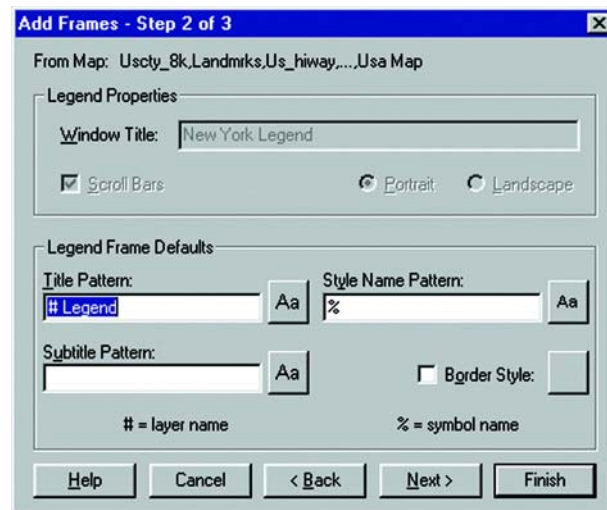 Add Frames - Step 2 of 3
From Map: Uscty_8k,Landmrks,Us_hiway,...,Usa Map
Legend Properties
Window Title: New York Legend
Scroll Bars Portrait Landscape
Legend Frame Defaults
Title Pattern: Style Name Pattern:
# Legend Aa % Aa
Subtitle Pattern:
Aa Border Style:
# = layer name % = symbol name
Help Cancel < Back Next > Finish